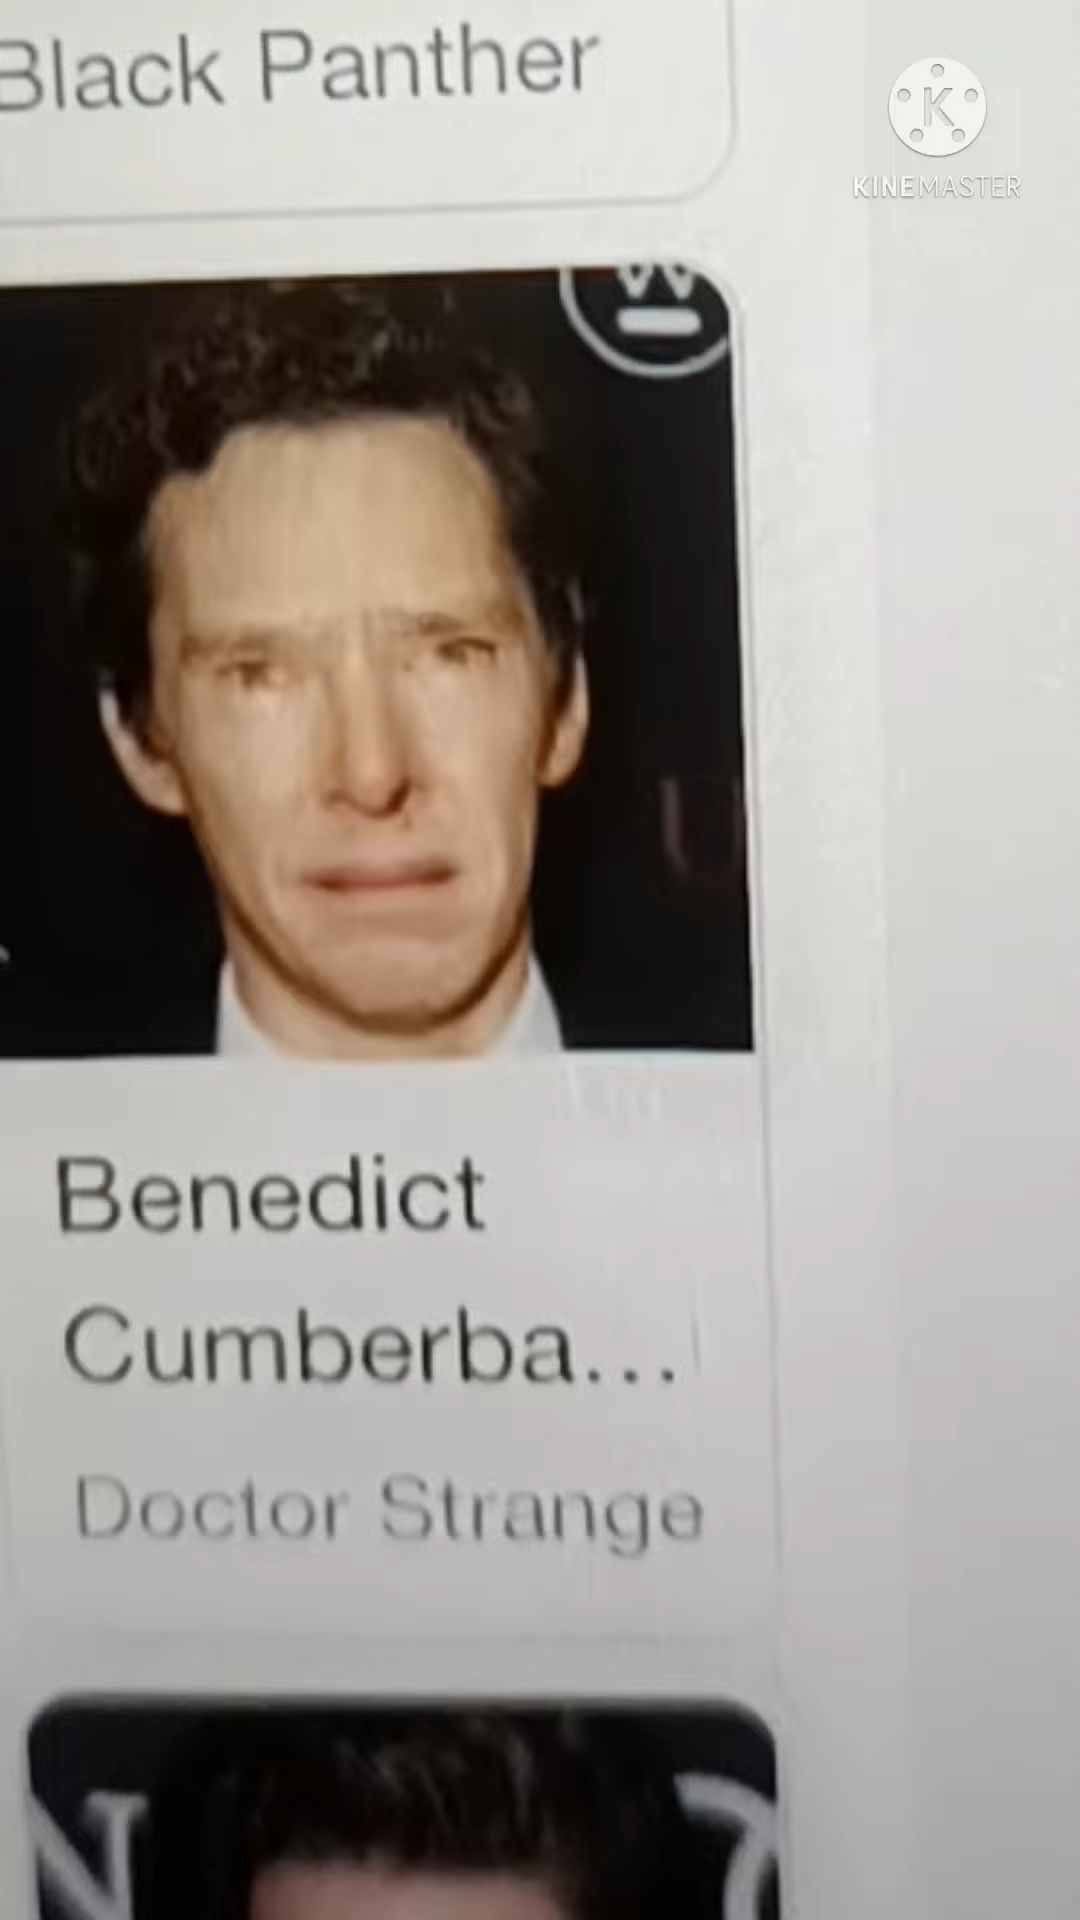 Black Panther
K
KINEMASTER
W
Benedict
Cumberba...
Doctor Strange
N